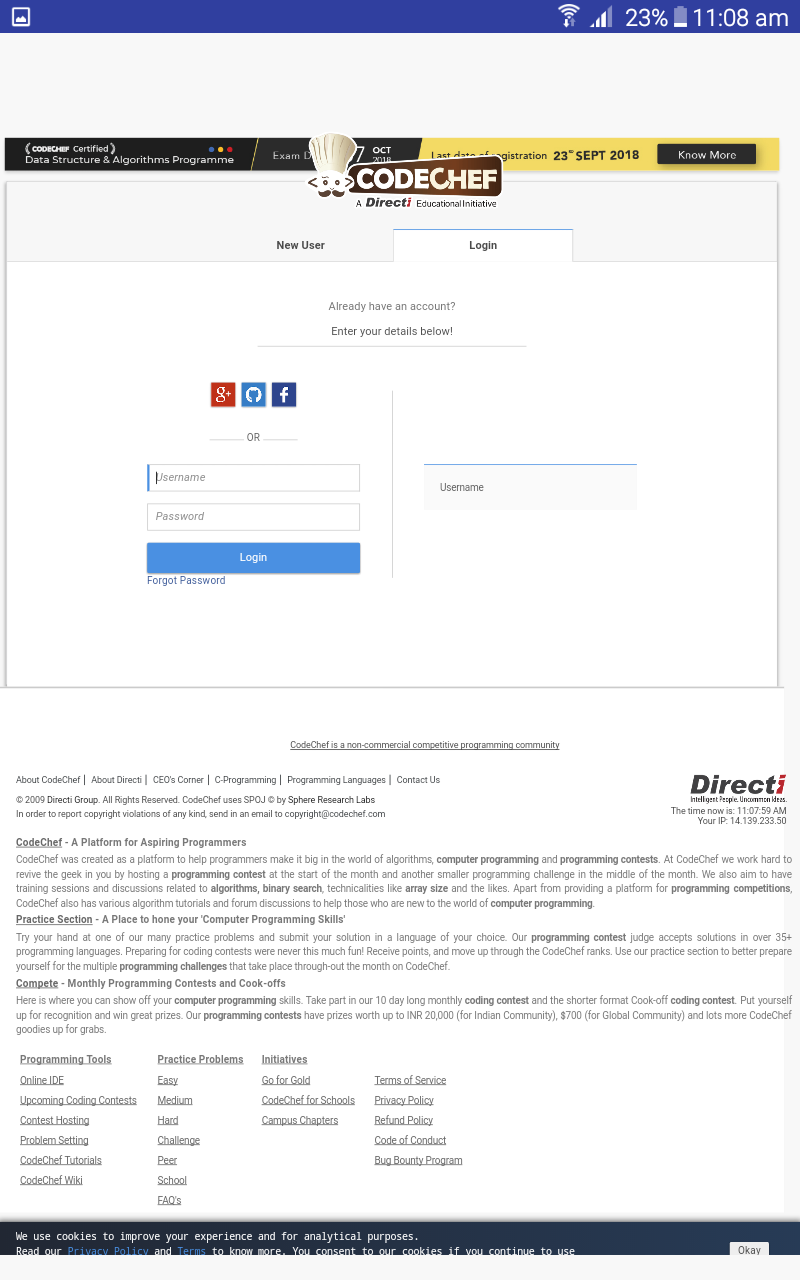 23% 11:08 am
CODECHEF Certified
Data Structure & Algorithms Programme
Exam D 7 OCT 2018
Last date of registration 23RD SEPT 2018
Know More
CODECHEF
A Directi Educational Initiative
New User Login
Already have an account?
Enter your details below!
g+ f
OR
Username
Username
Password
Login
Forgot Password
CodeChef is a non-commercial competitive programming community
About CodeChef | About Directi | CEO's Corner | C-Programming | Programming Languages | Contact Us
Directi
Intelligent People. Uncommon Ideas.
© 2009 Directi Group. All Rights Reserved. CodeChef uses SPOJ © by Sphere Research Labs
In order to report copyright violations of any kind, send in an email to copyright@codechef.com
The time now is: 11:07:59 AM
Your IP: 14.139.233.50
CodeChef - A Platform for Aspiring Programmers
CodeChef was created as a platform to help programmers make it big in the world of algorithms, computer programming and programming contests. At CodeChef we work hard to
revive the geek in you by hosting a programming contest at the start of the month and another smaller programming challenge in the middle of the month. We also aim to have
training sessions and discussions related to algorithms, binary search, technicalities like array size and the likes. Apart from providing a platform for programming competitions,
CodeChef also has various algorithm tutorials and forum discussions to help those who are new to the world of computer programming.
Practice Section - A Place to hone your 'Computer Programming Skills'
Try your hand at one of our many practice problems and submit your solution in a language of your choice. Our programming contest judge accepts solutions in over 35+
programming languages. Preparing for coding contests were never this much fun! Receive points, and move up through the CodeChef ranks. Use our practice section to better prepare
yourself for the multiple programming challenges that take place through-out the month on CodeChef.
Compete - Monthly Programming Contests and Cook-offs
Here is where you can show off your computer programming skills. Take part in our 10 day long monthly coding contest and the shorter format Cook-off coding contest. Put yourself
up for recognition and win great prizes. Our programming contests have prizes worth up to INR 20,000 (for Indian Community), $700 (for Global Community) and lots more CodeChef
goodies up for grabs.
Programming Tools Practice Problems Initiatives
Online IDE Easy Go for Gold Terms of Service
Upcoming Coding Contests Medium CodeChef for Schools Privacy Policy
Contest Hosting Hard Campus Chapters Refund Policy
Problem Setting Challenge Code of Conduct
CodeChef Tutorials Peer Bug Bounty Program
CodeChef Wiki School
FAQ's
We use cookies to improve your experience and for analytical purposes.
Read our Privacy Policy and Terms to know more. You consent to our cookies if you continue to use
Okay